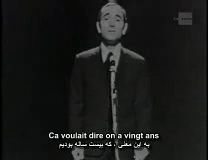 Ca voulait dire on a vingt ans
به این معنی ، که بیست ساله بودیم